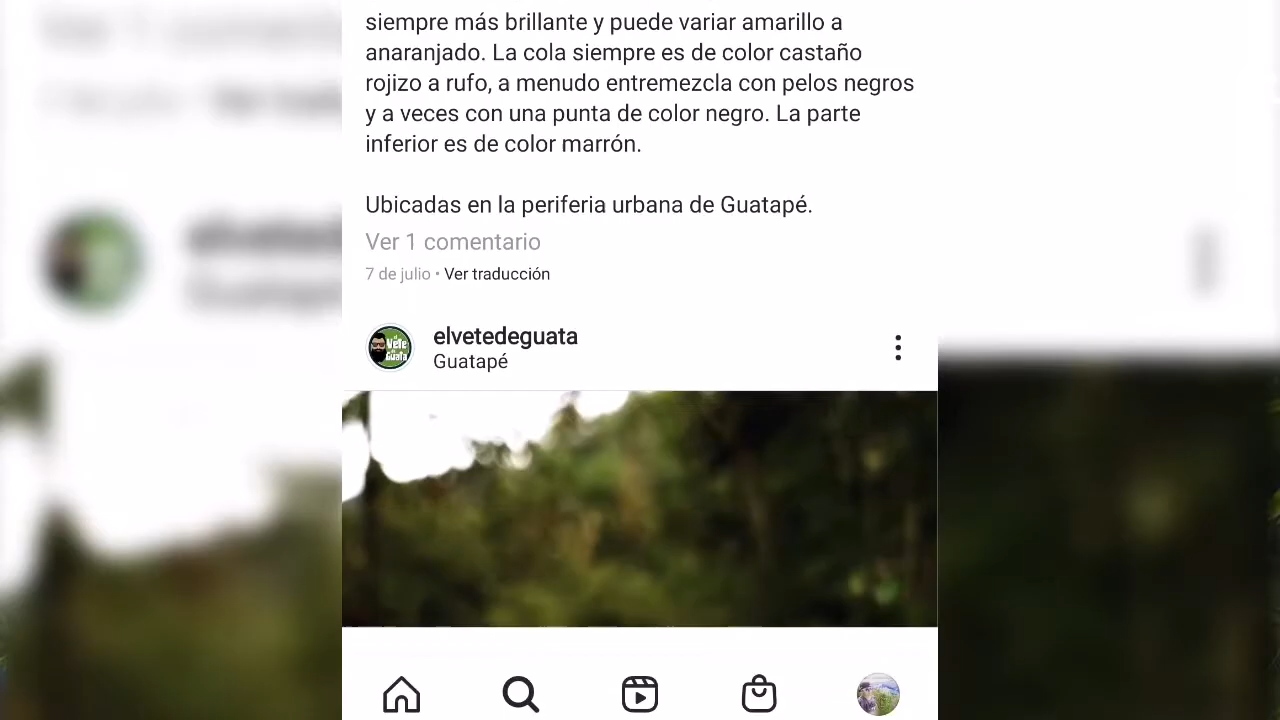 siempre más brillante y puede variar amarillo a
anaranjado. La cola siempre es de color castaño
rojizo a rufo, a menudo entremezcla con pelos negros
y a veces con una punta de color negro. La parte
inferior es de color marrón.
Ubicadas en la periferia urbana de Guatapé.
Ver 1 comentario
7 de julio • Ver traducción
elvetedeguata
Guatapé